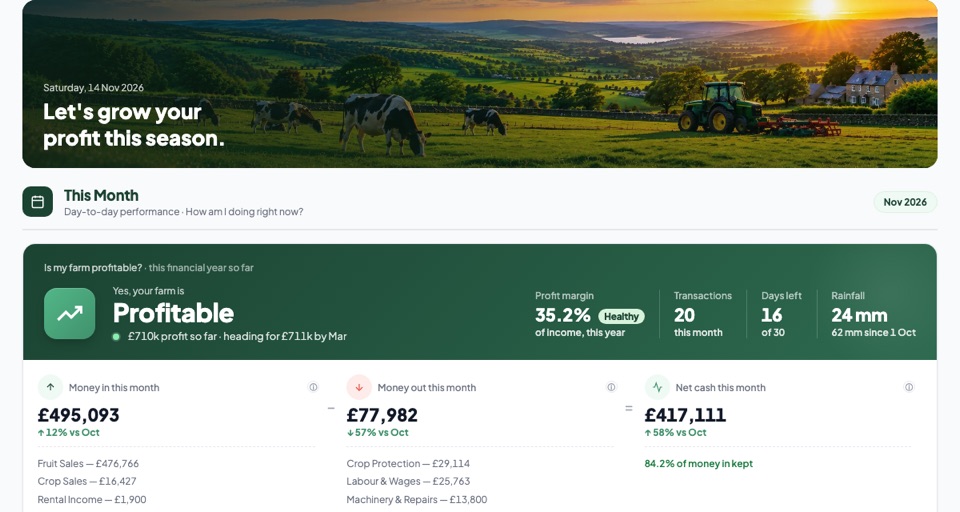 Saturday, 14 Nov 2026
Let's grow your
profit this season.
This Month
Day-to-day performance · How am I doing right now?
Nov 2026
Is my farm profitable? · this financial year so far
Yes, your farm is
Profitable
£710k profit so far · heading for £711k by Mar
Profit margin
35.2% Healthy
of income, this year
Transactions
20
this month
Days left
16
of 30
Rainfall
24 mm
62 mm since 1 Oct
Money in this month
£495,093
↑ 12% vs Oct
Fruit Sales — £476,766
Crop Sales — £16,427
Rental Income — £1,900
−
Money out this month
£77,982
↓ 57% vs Oct
Crop Protection — £29,114
Labour & Wages — £25,763
Machinery & Repairs — £13,800
=
Net cash this month
£417,111
↑ 58% vs Oct
84.2% of money in kept